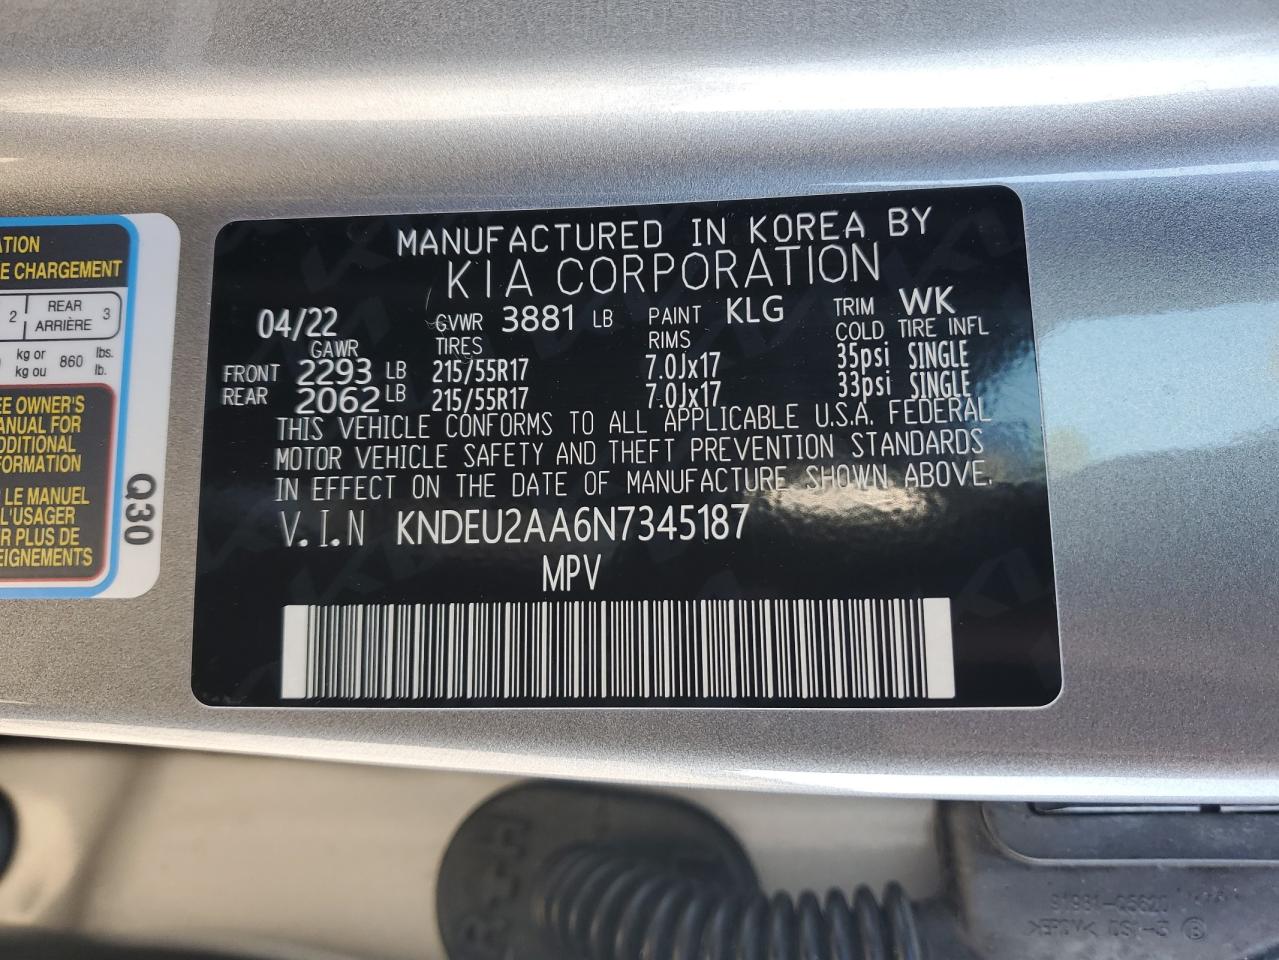 MANUFACTURED IN KOREA BY
KIA CORPORATION
04/22 GVWR 3881 LB PAINT KLG TRIM WK
GAWR TIRES RIMS COLD TIRE INFL
FRONT 2293 LB 215/55R17 7.0Jx17 35psi SINGLE
REAR 2062 LB 215/55R17 7.0Jx17 33psi SINGLE
THIS VEHICLE CONFORMS TO ALL APPLICABLE U.S.A. FEDERAL
MOTOR VEHICLE SAFETY AND THEFT PREVENTION STANDARDS
IN EFFECT ON THE DATE OF MANUFACTURE SHOWN ABOVE.
V.I.N KNDEU2AA6N7345187
MPV
ATION
E CHARGEMENT
2 REAR 3
ARRIÈRE
kg or 860 lbs.
kg ou lb.
EE OWNER'S
MANUAL FOR
ADDITIONAL
FORMATION
LE MANUEL
L'USAGER
R PLUS DE
EIGNEMENTS
Q30
R-H
91981-Q5620